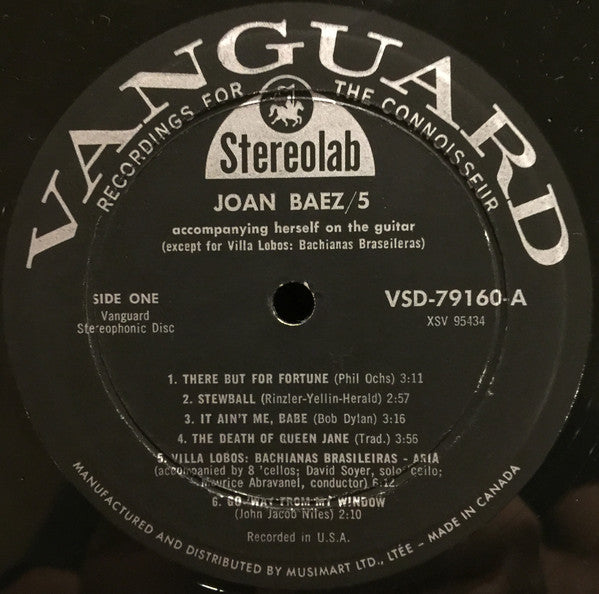 VANGUARD
RECORDINGS FOR THE CONNOISSEUR
Stereolab
JOAN BAEZ/5
accompanying herself on the guitar
(except for Villa Lobos: Bachianas Braseileras)
SIDE ONE
Vanguard
Stereophonic Disc
VSD-79160-A
XSV 95434
1. THERE BUT FOR FORTUNE (Phil Ochs) 3:11
2. STEWBALL (Rinzler-Yellin-Herald) 2:57
3. IT AIN'T ME, BABE (Bob Dylan) 3:16
4. THE DEATH OF QUEEN JANE (Trad.) 3:56
5. VILLA LOBOS: BACHIANAS BRASILEIRAS - ARIA
(accompanied by 8 'cellos; David Soyer, solo 'cello;
Maurice Abravanel, conductor) 6:12
6. GO 'WAY FROM MY WINDOW
(John Jacob Niles) 2:10
Recorded in U.S.A.
MANUFACTURED AND DISTRIBUTED BY MUSIMART LTD., LTÉE – MADE IN CANADA